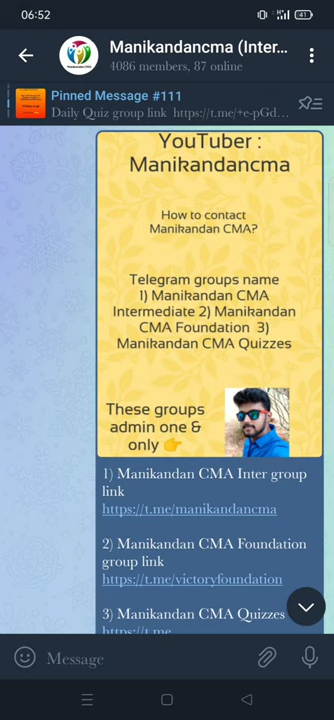 06:52
41
Manikandancma (Inter...
4086 members, 87 online
Pinned Message #111
Daily Quiz group link https://t.me/+e-pGd...
YouTuber :
Manikandancma
How to contact
Manikandan CMA?
Telegram groups name
1) Manikandan CMA
Intermediate 2) Manikandan
CMA Foundation 3)
Manikandan CMA Quizzes
These groups
admin one &
only 👉
1) Manikandan CMA Inter group
link
https://t.me/manikandancma
2) Manikandan CMA Foundation
group link
https://t.me/victoryfoundation
3) Manikandan CMA Quizzes
https://t.me
Message